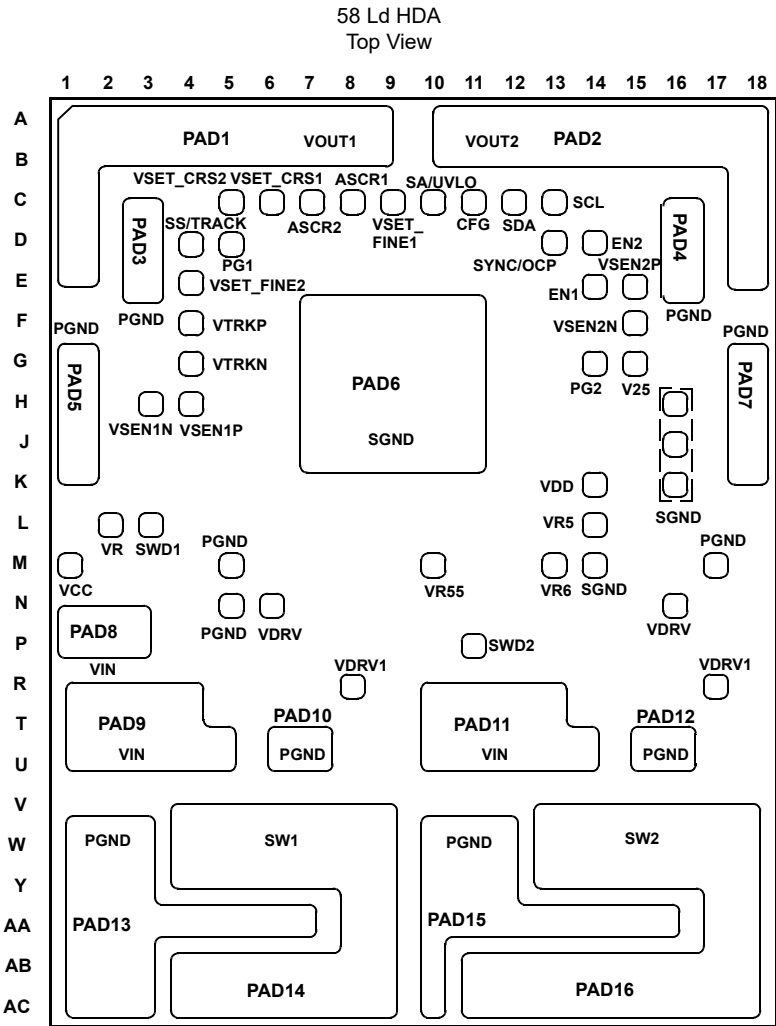 58 Ld HDA
Top View
1 2 3 4 5 6 7 8 9 10 11 12 13 14 15 16 17 18
A
PAD1 VOUT1 VOUT2 PAD2
B
VSET_CRS2 VSET_CRS1 ASCR1 SA/UVLO
C
SCL
PAD3
SS/TRACK
ASCR2
VSET_
FINE1
CFG
SDA
PAD4
D
PG1
SYNC/OCP
EN2
VSEN2P
E
VSET_FINE2
EN1
PGND
PGND
F
PGND
VTRKP
VSEN2N
PGND
G
VTRKN
PG2
V25
PAD5
PAD6
PAD7
H
VSEN1N
VSEN1P
J
SGND
K
VDD
SGND
L
VR
SWD1
VR5
PGND
PGND
M
VCC
VR55
VR6
SGND
N
PGND
VDRV
VDRV
PAD8
P
SWD2
VIN
VDRV1
VDRV1
R
PAD9
PAD10
PAD11
PAD12
T
VIN
PGND
VIN
PGND
U
V
PGND
SW1
PGND
SW2
W
Y
AA
PAD13
PAD15
AB
PAD14
PAD16
AC